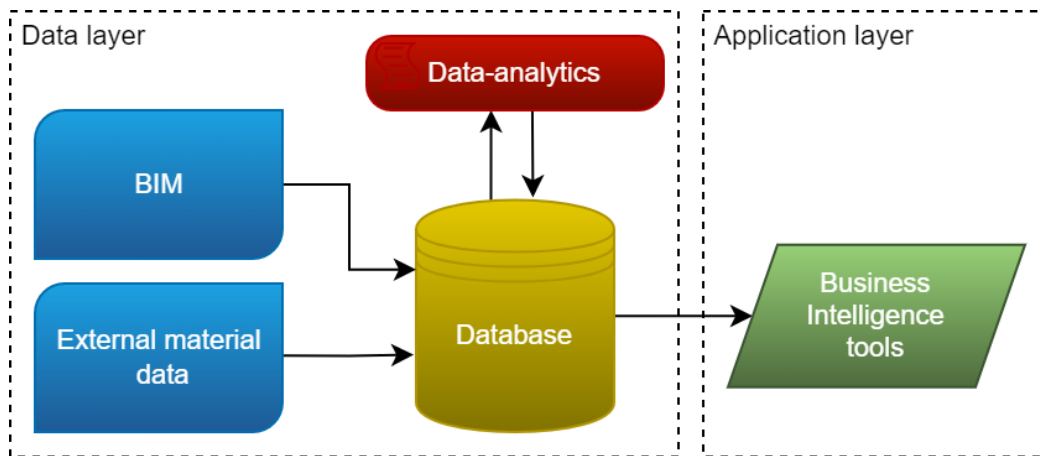 Data layer
Application layer
Data-analytics
BIM
External material
data
Database
Business
Intelligence
tools